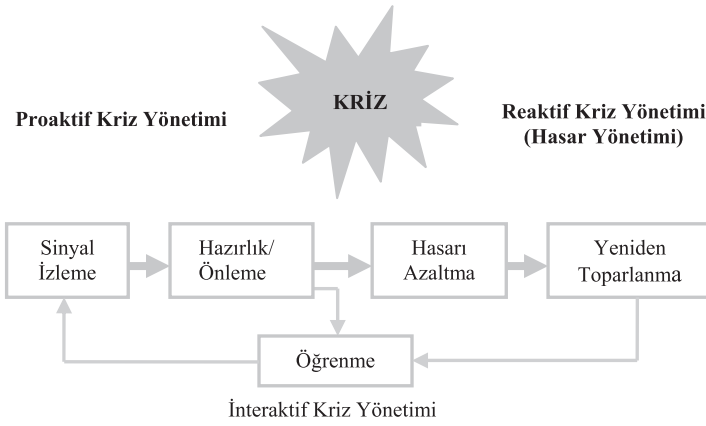 KRİZ
Proaktif Kriz Yönetimi
Reaktif Kriz Yönetimi
(Hasar Yönetimi)
Sinyal
İzleme
Hazırlık/
Önleme
Hasarı
Azaltma
Yeniden
Toparlanma
Öğrenme
İnteraktif Kriz Yönetimi